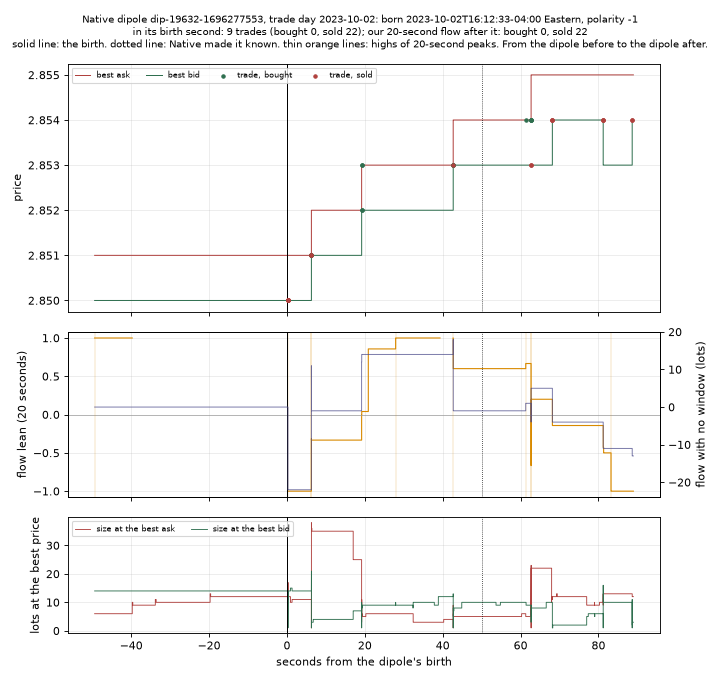 Native dipole dip-19632-1696277553, trade day 2023-10-02: born 2023-10-02T16:12:33-04:00 Eastern, polarity -1
in its birth second: 9 trades (bought 0, sold 22); our 20-second flow after it: bought 0, sold 22
solid line: the birth. dotted line: Native made it known. thin orange lines: highs of 20-second peaks. From the dipole before to the dipole after.
best ask
best bid
trade, bought
trade, sold
2.855
2.854
2.853
2.852
2.851
2.850
price
1.0
0.5
0.0
−0.5
−1.0
flow lean (20 seconds)
20
10
0
−10
−20
flow with no window (lots)
size at the best ask
size at the best bid
30
20
10
0
lots at the best price
−40
−20
0
20
40
60
80
seconds from the dipole's birth